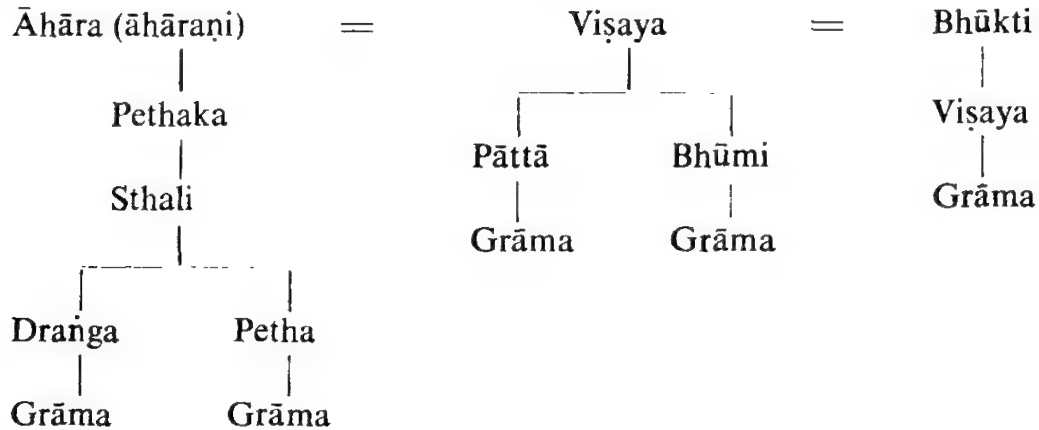 Āhāra (āhāraṇi) = Viṣaya = Bhūkti
Pethaka
Viṣaya
Pāttā Bhūmi
Sthali
Grāma
Grāma Grāma
Draṅga Petha
Grāma Grāma